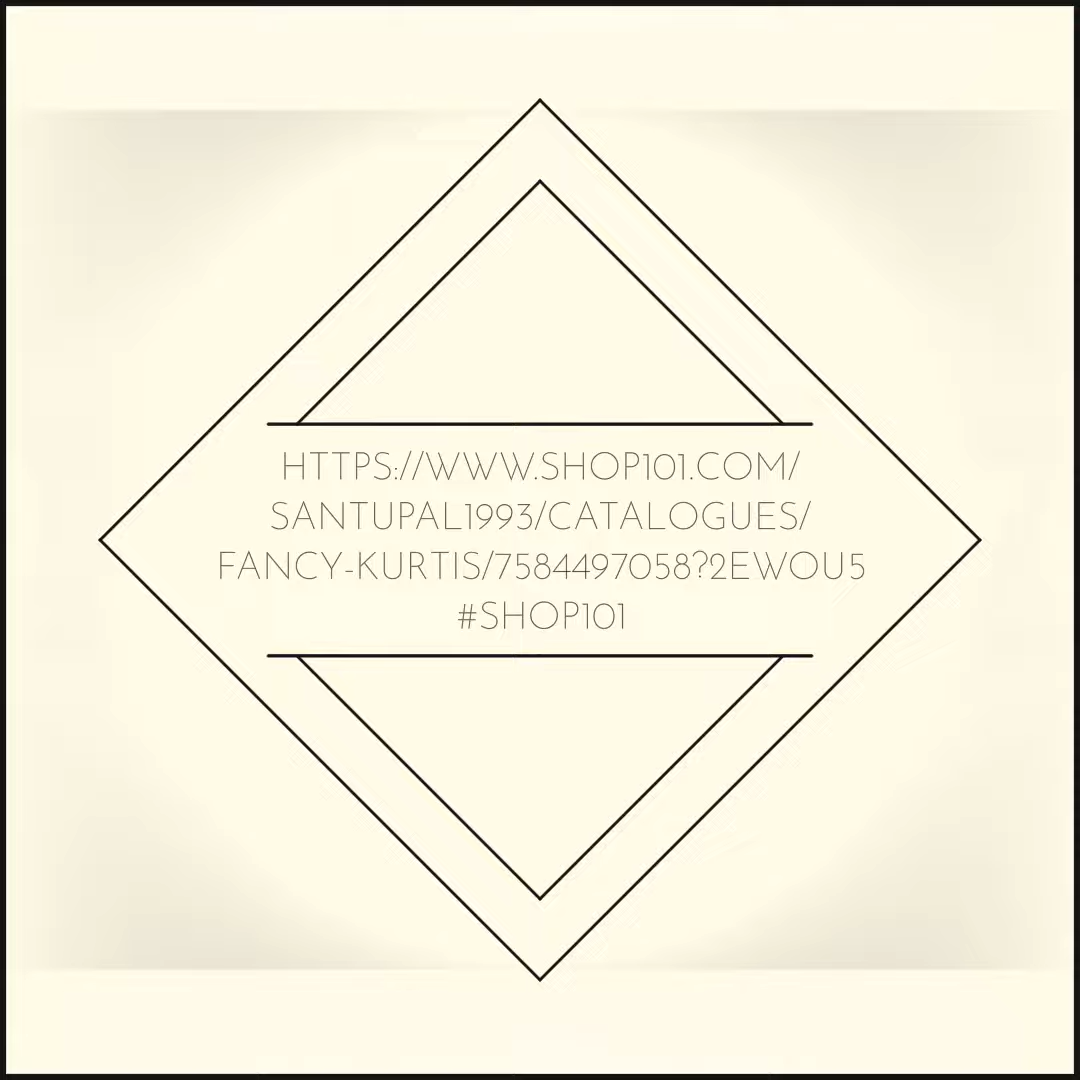 HTTPS://WWW.SHOP101.COM/
SANTUPAL1993/CATALOGUES/
FANCY-KURTIS/7584497058?2EWOU5
#SHOP101